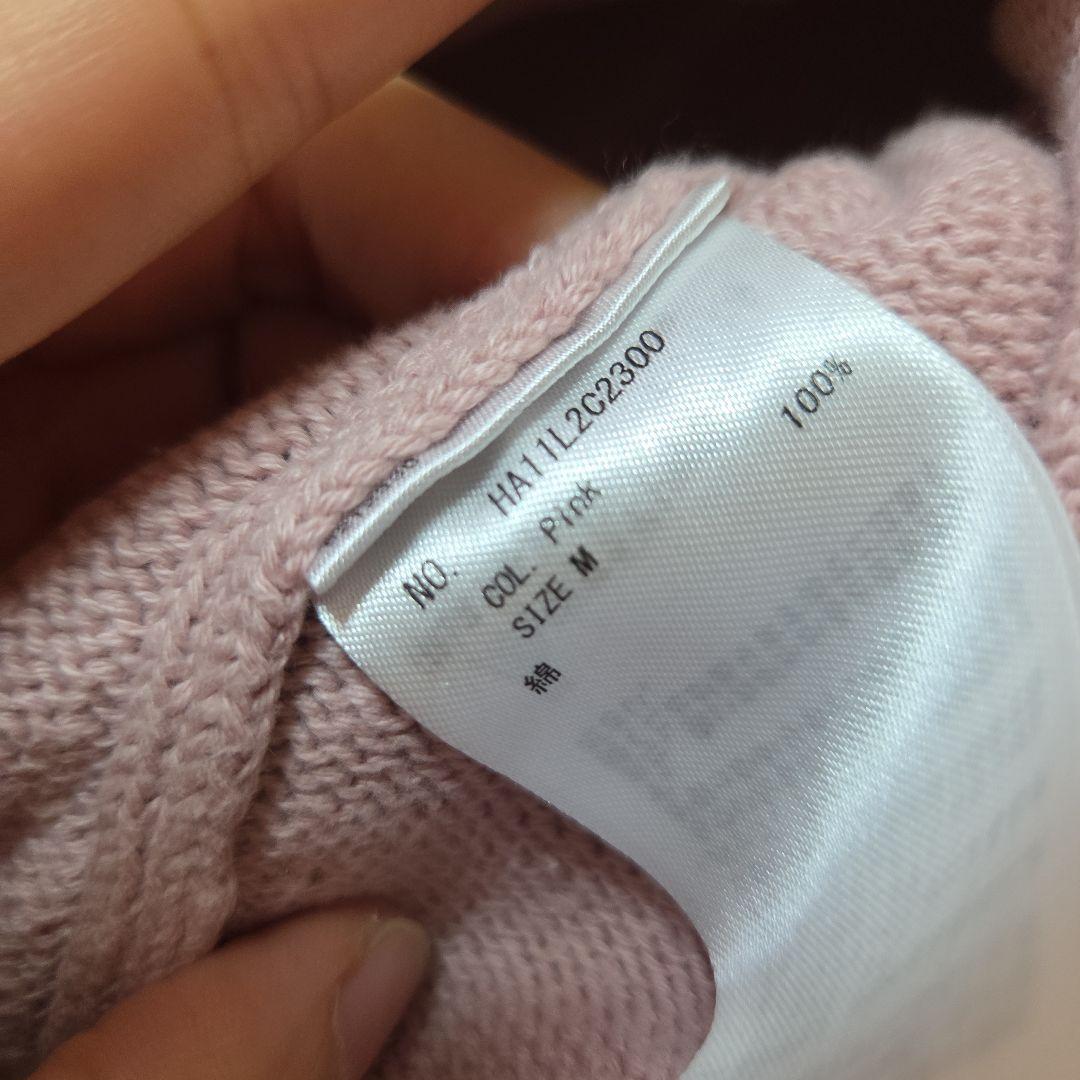 NO. HA11L2C2300
COL. Pink
SIZE M
綿 100%